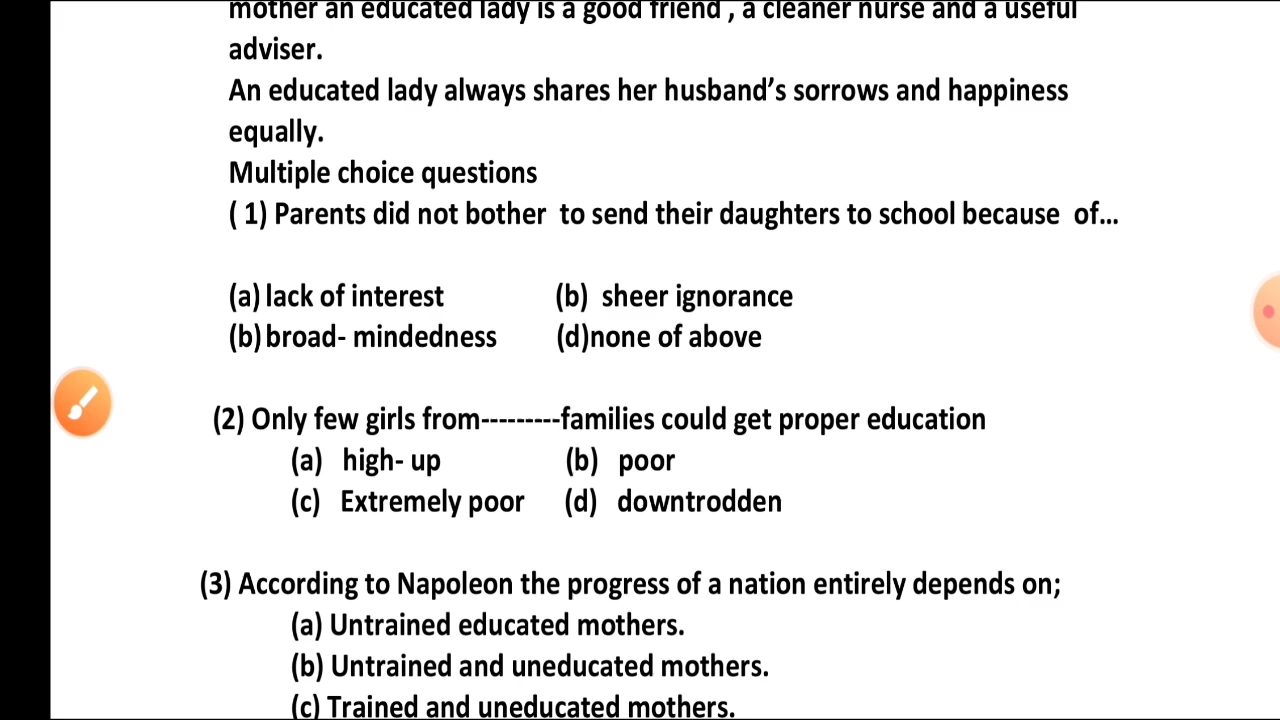 mother an educated lady is a good friend , a cleaner nurse and a useful
adviser.
An educated lady always shares her husband’s sorrows and happiness
equally.
Multiple choice questions
( 1) Parents did not bother  to send their daughters to school because  of...
(a) lack of interest (b) sheer ignorance
(b) broad- mindedness (d)none of above
(2) Only few girls from---------families could get proper education
(a) high- up (b) poor
(c) Extremely poor (d) downtrodden
(3) According to Napoleon the progress of a nation entirely depends on;
(a) Untrained educated mothers.
(b) Untrained and uneducated mothers.
(c) Trained and uneducated mothers.